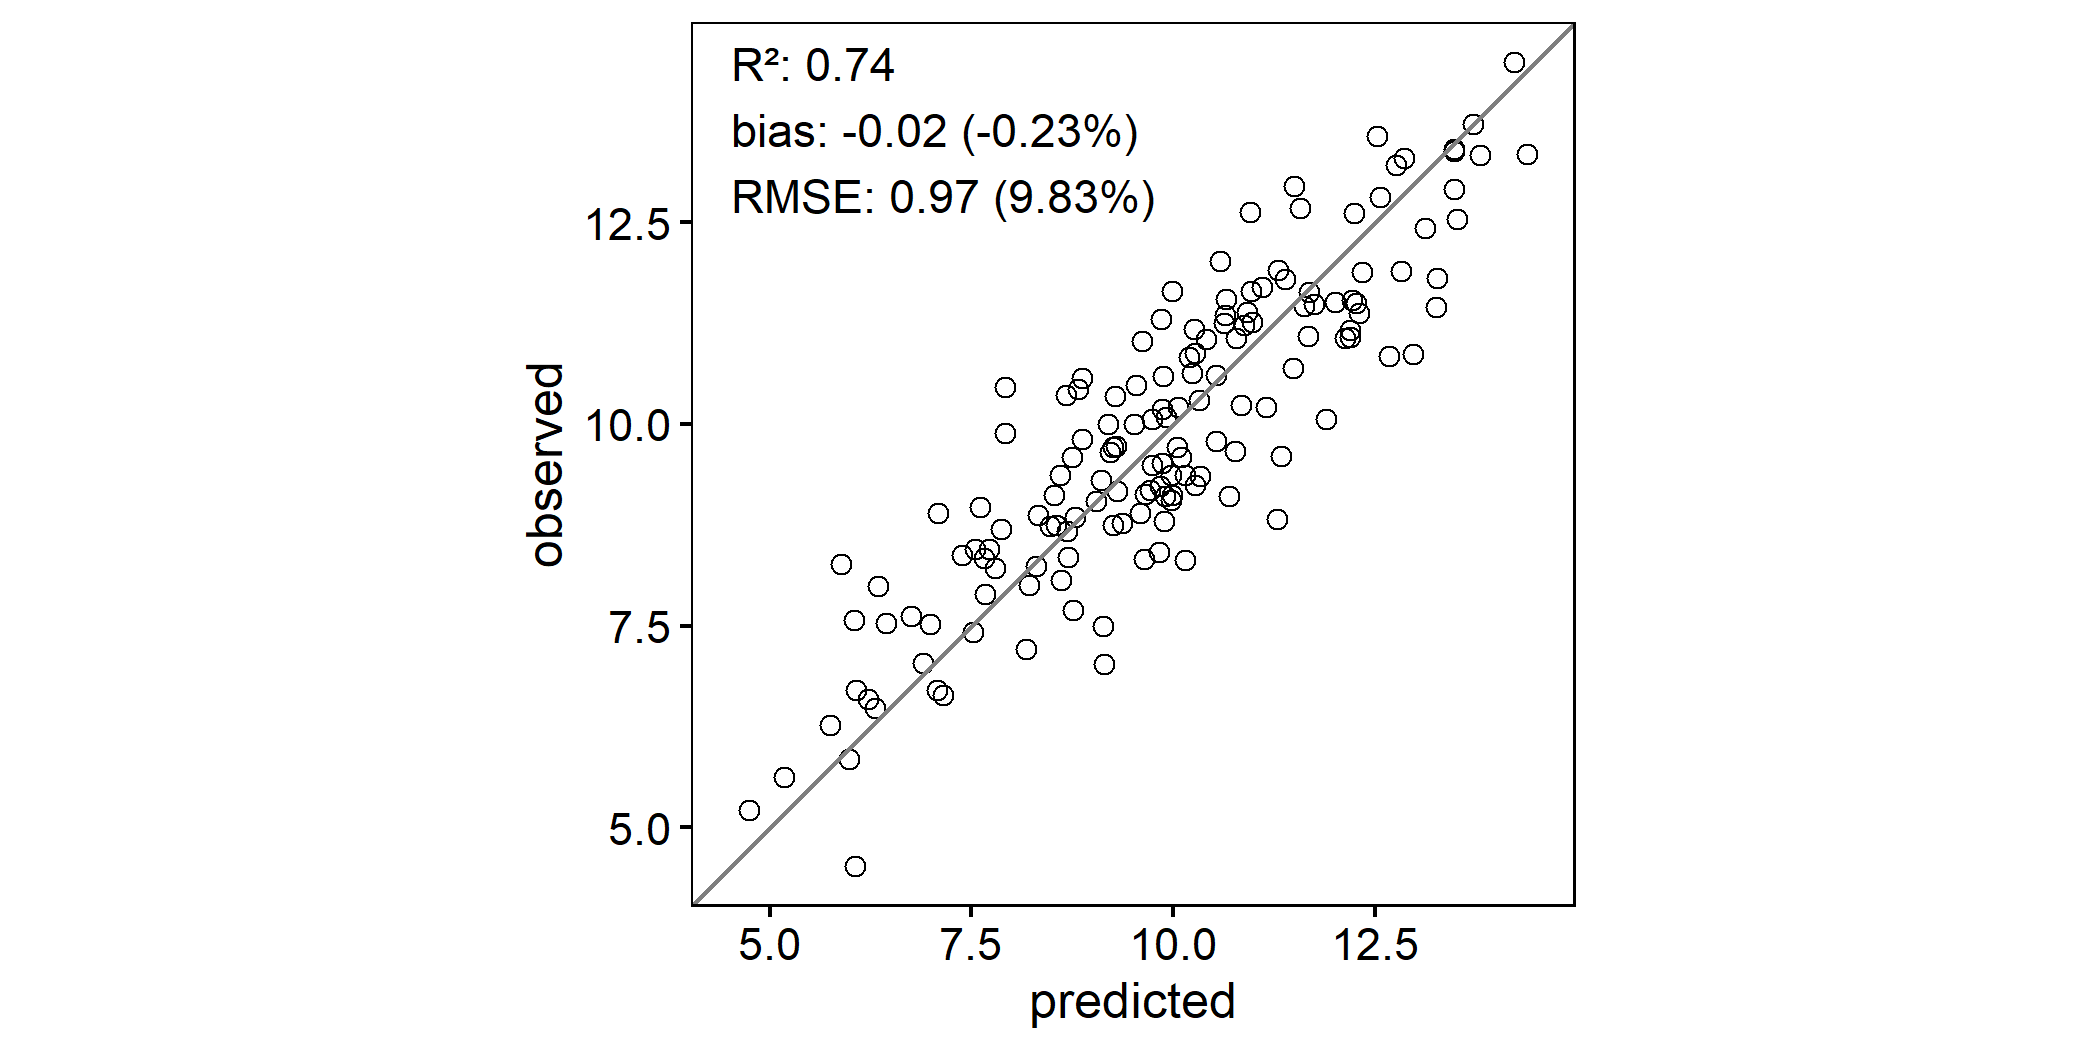 R²: 0.74
bias: -0.02 (-0.23%)
RMSE: 0.97 (9.83%)
12.5
10.0
7.5
5.0
observed
5.0 7.5 10.0 12.5
predicted